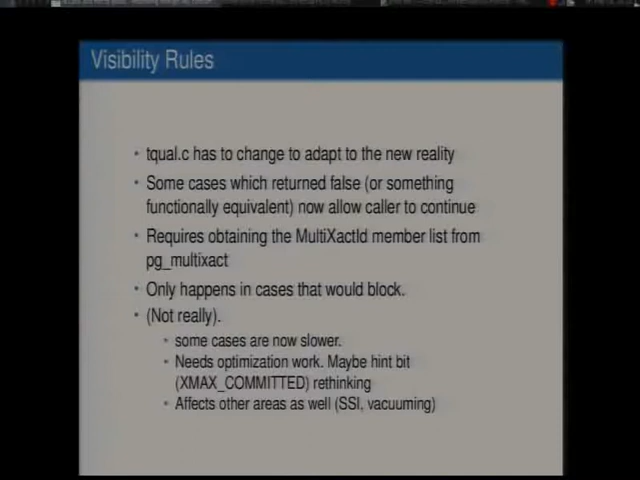 Visibility Rules
• tqual.c has to change to adapt to the new reality
• Some cases which returned false (or something
functionally equivalent) now allow caller to continue
• Requires obtaining the MultiXactId member list from
pg_multixact
• Only happens in cases that would block.
• (Not really).
• some cases are now slower.
• Needs optimization work. Maybe hint bit
(XMAX_COMMITTED) rethinking
• Affects other areas as well (SSI, vacuuming)